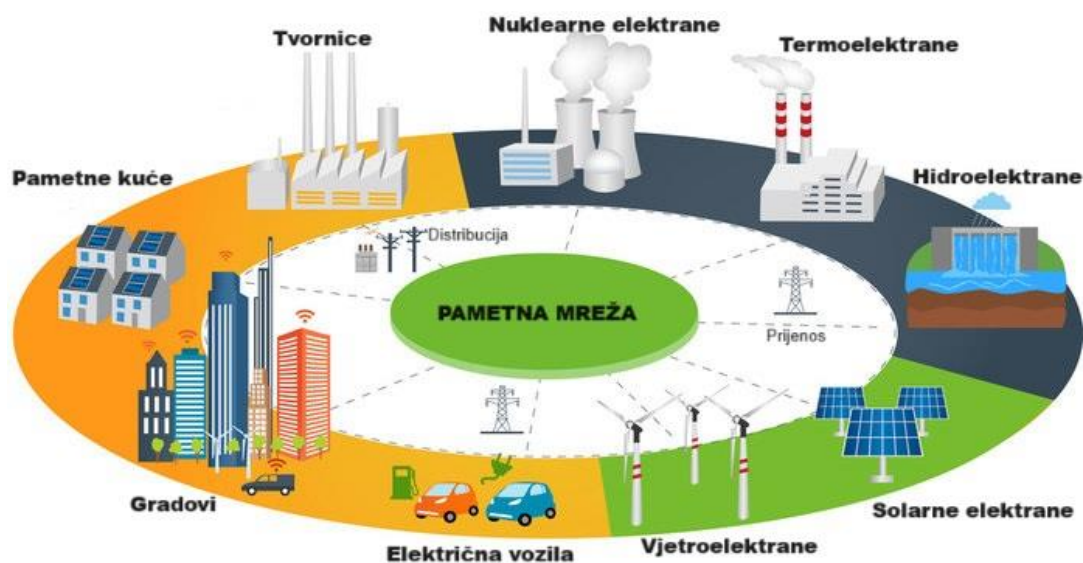 Nuklearne elektrane
Tvornice
Termoelektrane
Pametne kuće
Hidroelektrane
Distribucija
PAMETNA MREŽA
Prijenos
Gradovi
Solarne elektrane
Električna vozila
Vjetroelektrane